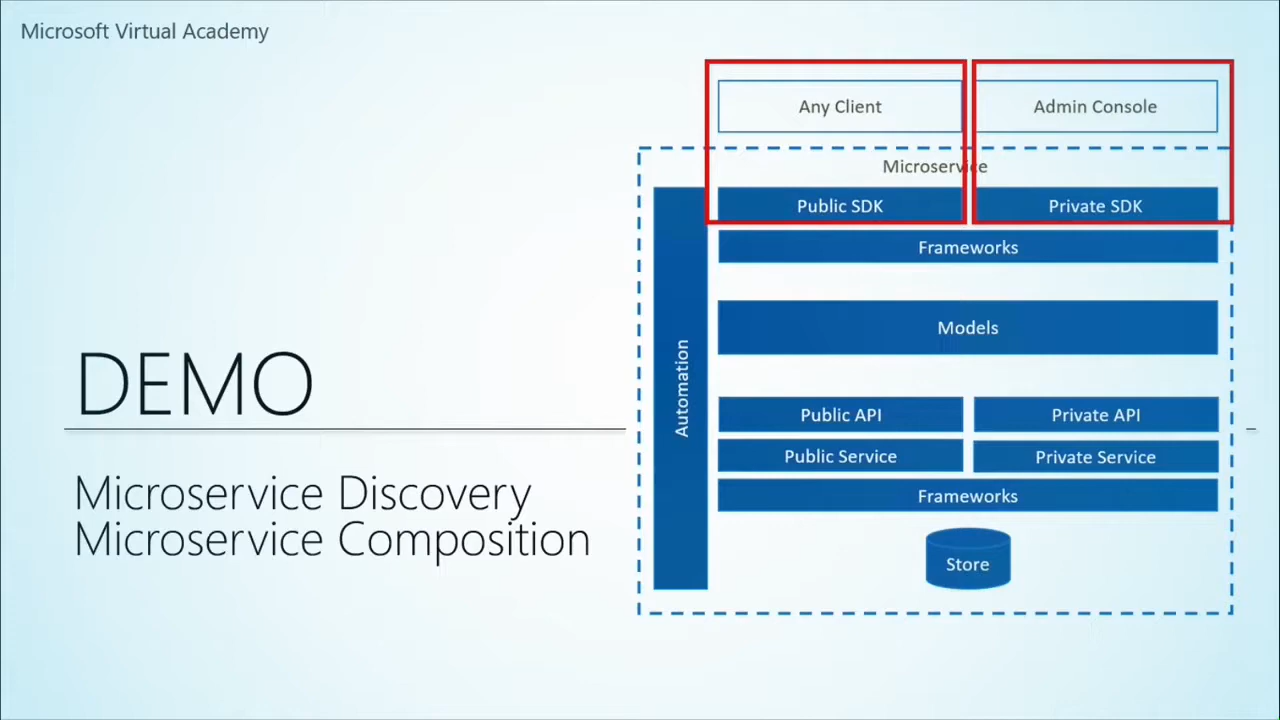 Microsoft Virtual Academy
DEMO
Microservice Discovery
Microservice Composition
Any Client
Admin Console
Microservice
Public SDK
Private SDK
Frameworks
Models
Automation
Public API
Private API
Public Service
Private Service
Frameworks
Store